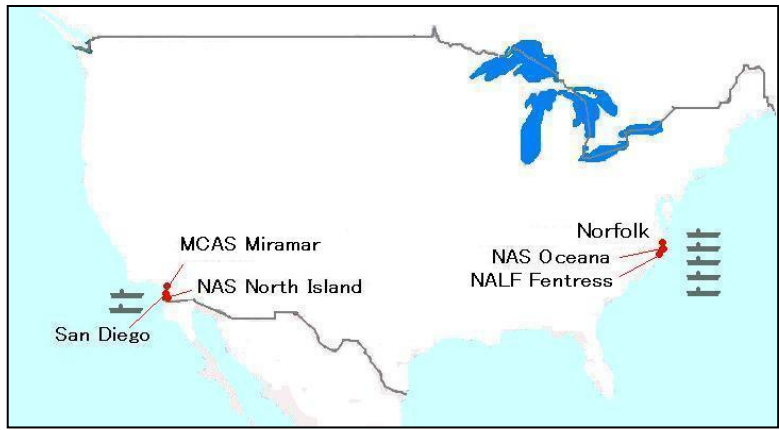 Norfolk
MCAS Miramar
NAS Oceana
NALF Fentress
NAS North Island
San Diego